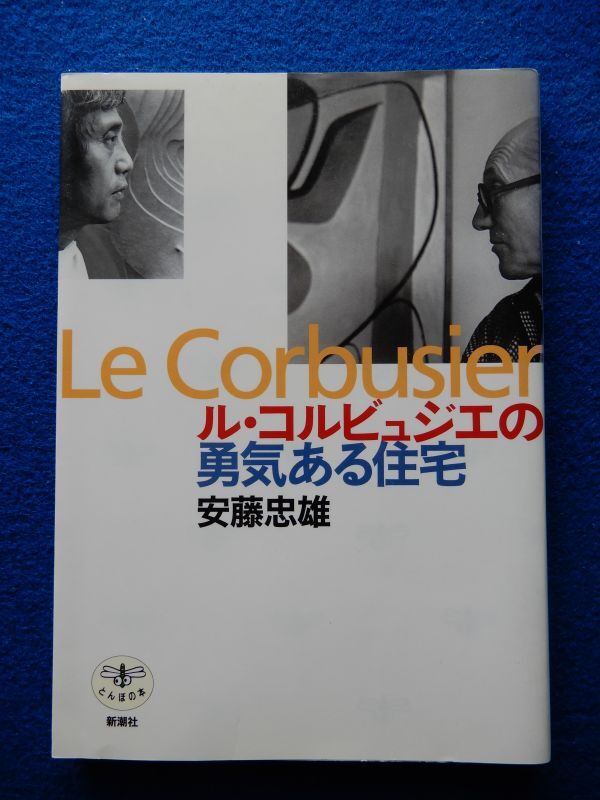 Le Corbusier
ル・コルビュジエの
勇気ある住宅
安藤忠雄
とんぼの本
新潮社